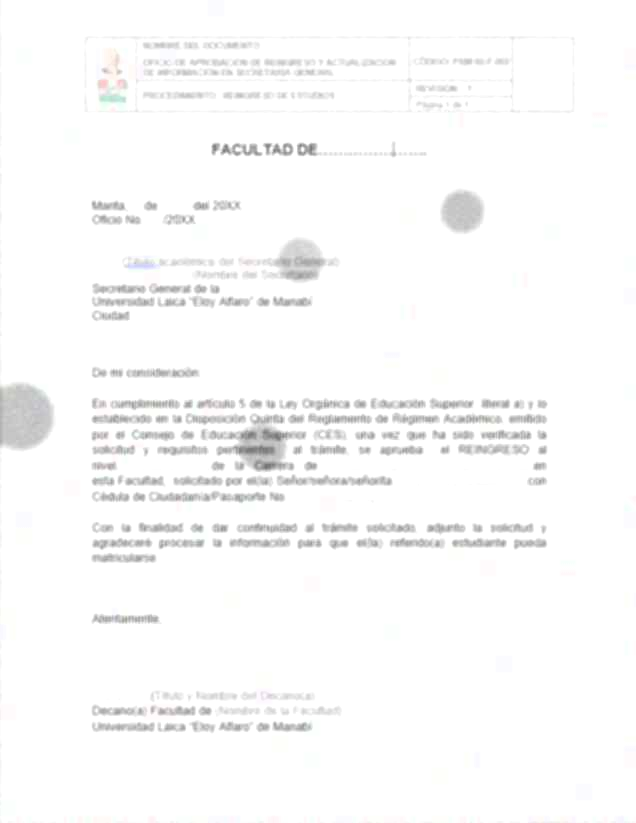 NOMBRE DEL DOCUMENTO
OFICIO DE APROBACIÓN DE REINGRESO Y ACTUALIZACIÓN
DE INFORMACIÓN EN SECRETARÍA GENERAL
CÓDIGO:
PROCEDIMIENTO: REINGRESO DE ESTUDIOS
REVISIÓN: 1
Página 1 de 1
FACULTAD DE
Manta, de del 20XX
Oficio No. /20XX
(Título académico del Secretario General)
(Nombre del Secretario)
Secretario General de la
Universidad Laica "Eloy Alfaro" de Manabí
Ciudad
De mi consideración:
En cumplimiento al artículo 5 de la Ley Orgánica de Educación Superior literal a) y lo
establecido en la Disposición Quinta del Reglamento de Régimen Académico, emitido
por el Consejo de Educación Superior (CES), una vez que ha sido verificada la
solicitud y requisitos pertinentes al trámite, se aprueba el REINGRESO al
nivel de la Carrera de en
esta Facultad, solicitado por el(la) Señor/señora/señorita con
Cédula de Ciudadanía/Pasaporte No.
Con la finalidad de dar continuidad al trámite solicitado, adjunto la solicitud y
agradeceré procesar la información para que el(la) referido(a) estudiante pueda
matricularse.
Atentamente,
(Título y Nombre del Decano(a)
Decano(a) Facultad de (Nombre de la Facultad)
Universidad Laica "Eloy Alfaro" de Manabí